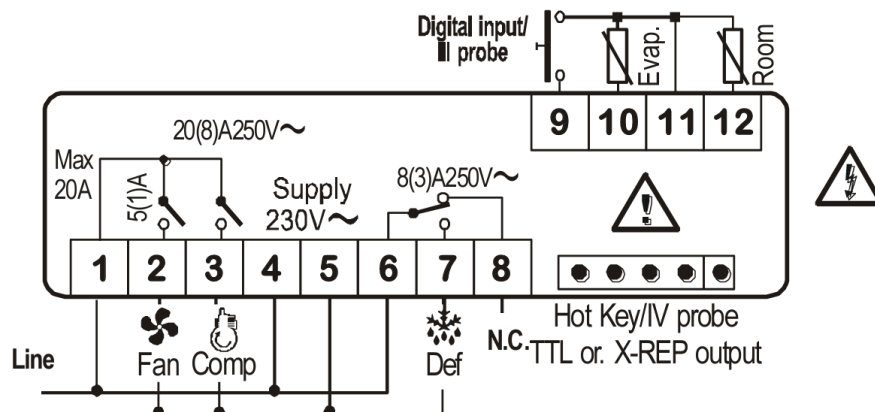 Digital input/
III probe
Evap.
Room
9 10 11 12
20(8)A250V~
Max
20A
5(1)A
Supply
230V~
8(3)A250V~
1 2 3 4 5 6 7 8
Hot Key/IV probe
TTL or. X-REP output
N.C.
Line
Fan
Comp
Def